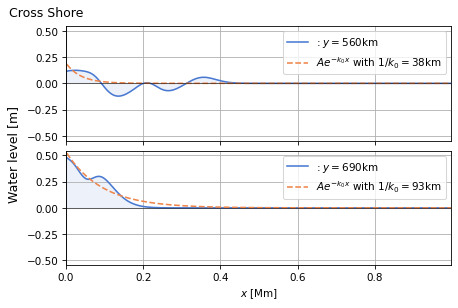 Cross Shore
0.50
0.25
0.00
−0.25
−0.50
: y = 560km
Ae^{−k₀x} with 1/k₀ = 38km
Water level [m]
0.50
0.25
0.00
−0.25
−0.50
: y = 690km
Ae^{−k₀x} with 1/k₀ = 93km
0.0 0.2 0.4 0.6 0.8
x [Mm]